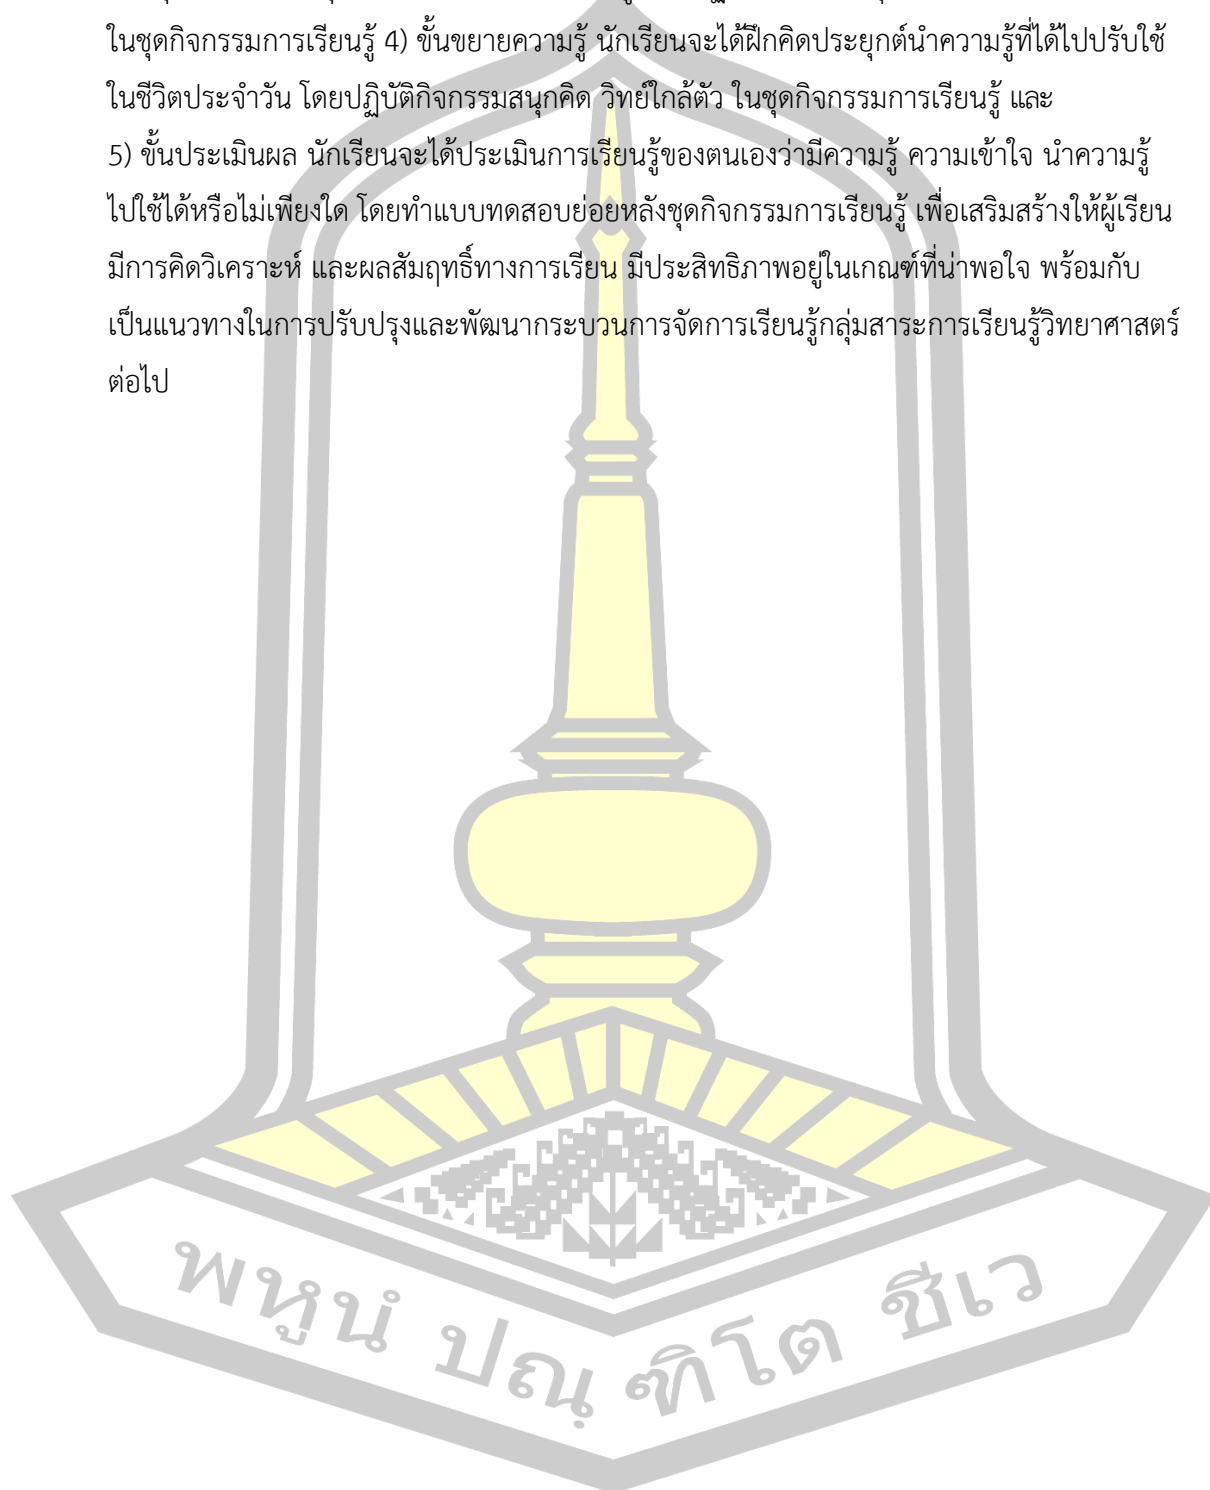 ในชุดกิจกรรมการเรียนรู้ 4) ขั้นขยายความรู้ นักเรียนจะได้ฝึกคิดประยุกต์นำความรู้ที่ได้ไปปรับใช้
ในชีวิตประจำวัน โดยปฏิบัติกิจกรรมสนุกคิด วิทย์ใกล้ตัว ในชุดกิจกรรมการเรียนรู้ และ
5) ขั้นประเมินผล นักเรียนจะได้ประเมินการเรียนรู้ของตนเองว่ามีความรู้ ความเข้าใจ นำความรู้
ไปใช้ได้หรือไม่เพียงใด โดยทำแบบทดสอบย่อยหลังชุดกิจกรรมการเรียนรู้ เพื่อเสริมสร้างให้ผู้เรียน
มีการคิดวิเคราะห์ และผลสัมฤทธิ์ทางการเรียน มีประสิทธิภาพอยู่ในเกณฑ์ที่น่าพอใจ พร้อมกับ
เป็นแนวทางในการปรับปรุงและพัฒนากระบวนการจัดการเรียนรู้กลุ่มสาระการเรียนรู้วิทยาศาสตร์
ต่อไป
พหูนํ ปณฺฑิโต ชีเว